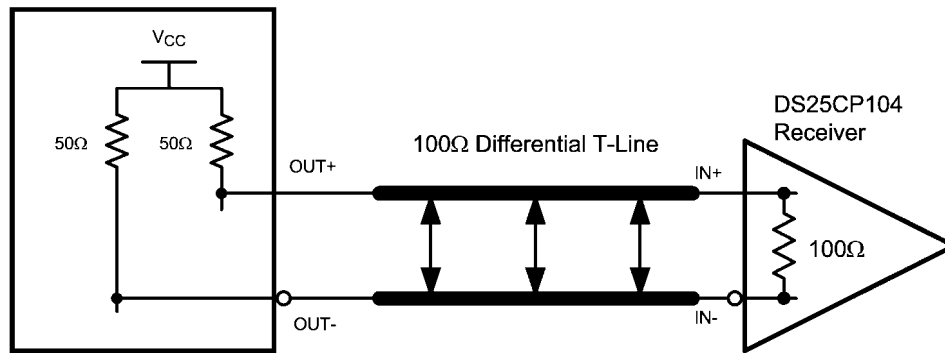 V_CC
50Ω
50Ω
OUT+
100Ω Differential T-Line
IN+
DS25CP104
Receiver
100Ω
OUT-
IN-